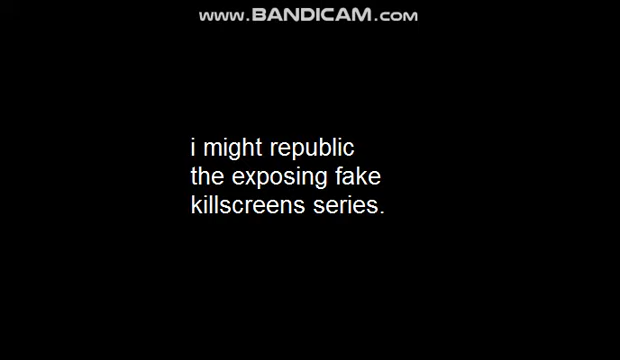 www.BANDICAM.com
i might republic
the exposing fake
killscreens series.